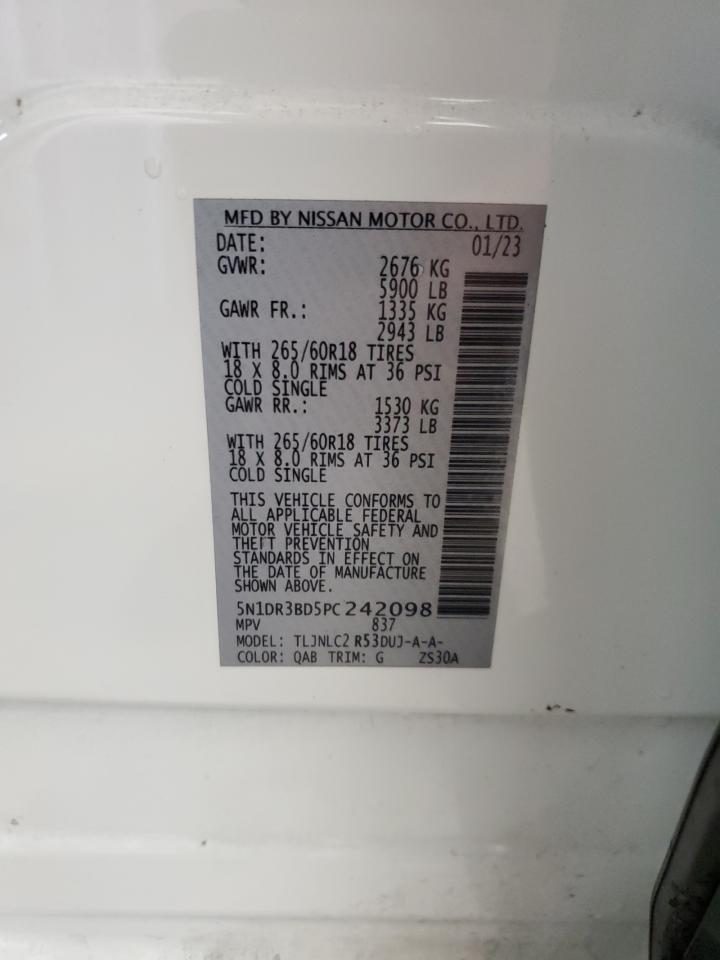 MFD BY NISSAN MOTOR CO., LTD.
DATE: 01/23
GVWR: 2676 KG
5900 LB
GAWR FR.: 1335 KG
2943 LB
WITH 265/60R18 TIRES
18 X 8.0 RIMS AT 36 PSI
COLD SINGLE
GAWR RR.: 1530 KG
3373 LB
WITH 265/60R18 TIRES
18 X 8.0 RIMS AT 36 PSI
COLD SINGLE
THIS VEHICLE CONFORMS TO
ALL APPLICABLE FEDERAL
MOTOR VEHICLE SAFETY AND
THEFT PREVENTION
STANDARDS IN EFFECT ON
THE DATE OF MANUFACTURE
SHOWN ABOVE.
5N1DR3BD5PC242098
MPV 837
MODEL: TLJNLC2 R53DUJ-A-A-
COLOR: QAB TRIM: G ZS30A